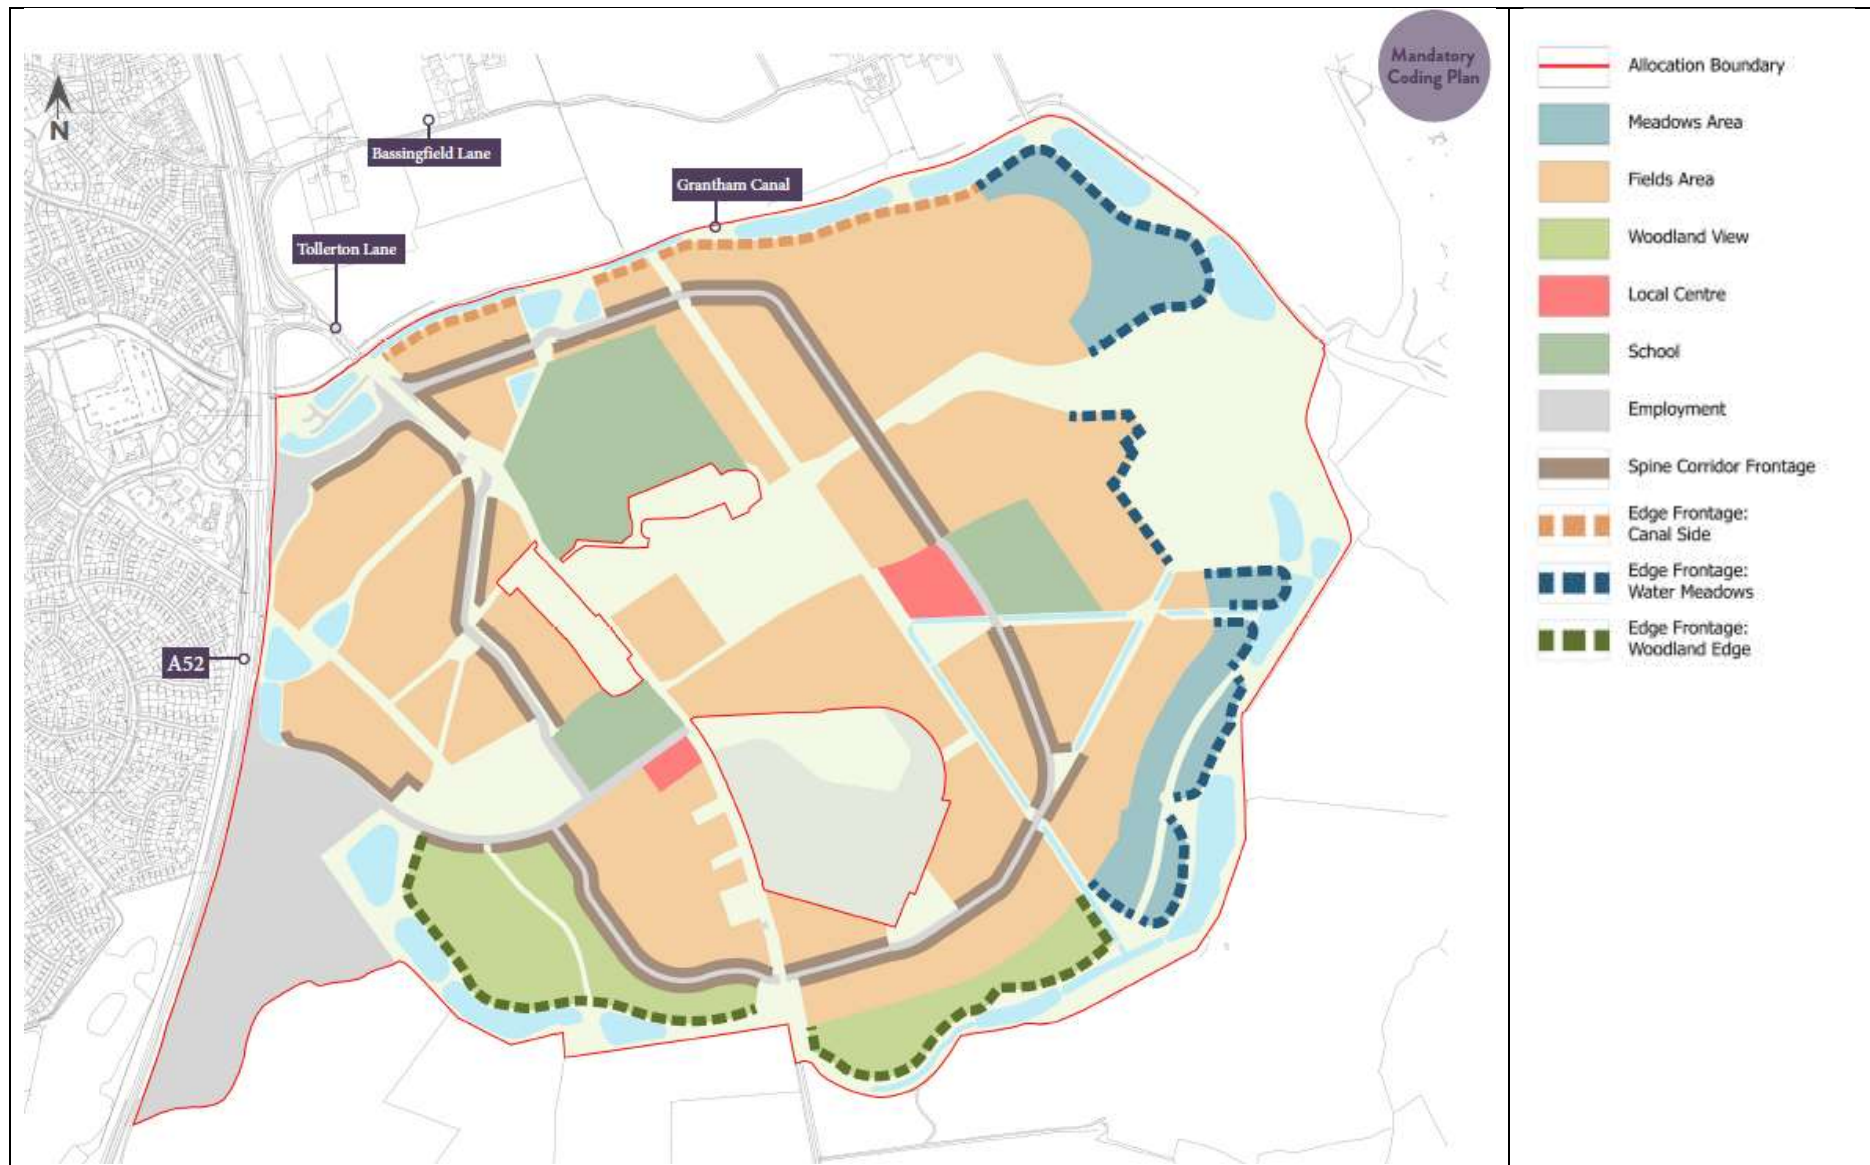 Mandatory
Coding Plan
N
Bassingfield Lane
Grantham Canal
Tollerton Lane
A52
Allocation Boundary
Meadows Area
Fields Area
Woodland View
Local Centre
School
Employment
Spine Corridor Frontage
Edge Frontage:
Canal Side
Edge Frontage:
Water Meadows
Edge Frontage:
Woodland Edge